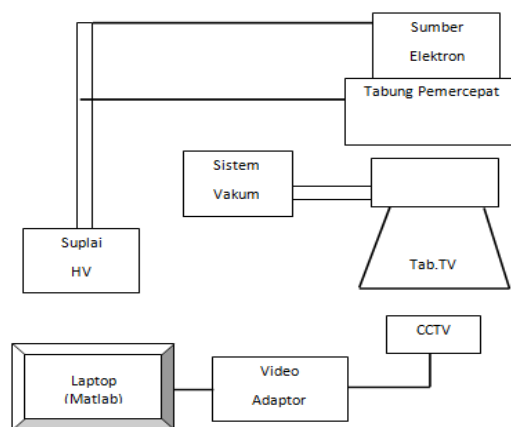 Sumber
Elektron
Tabung Pemercepat
Sistem
Vakum
Suplai
HV
Tab.TV
CCTV
Laptop
(Matlab)
Video
Adaptor